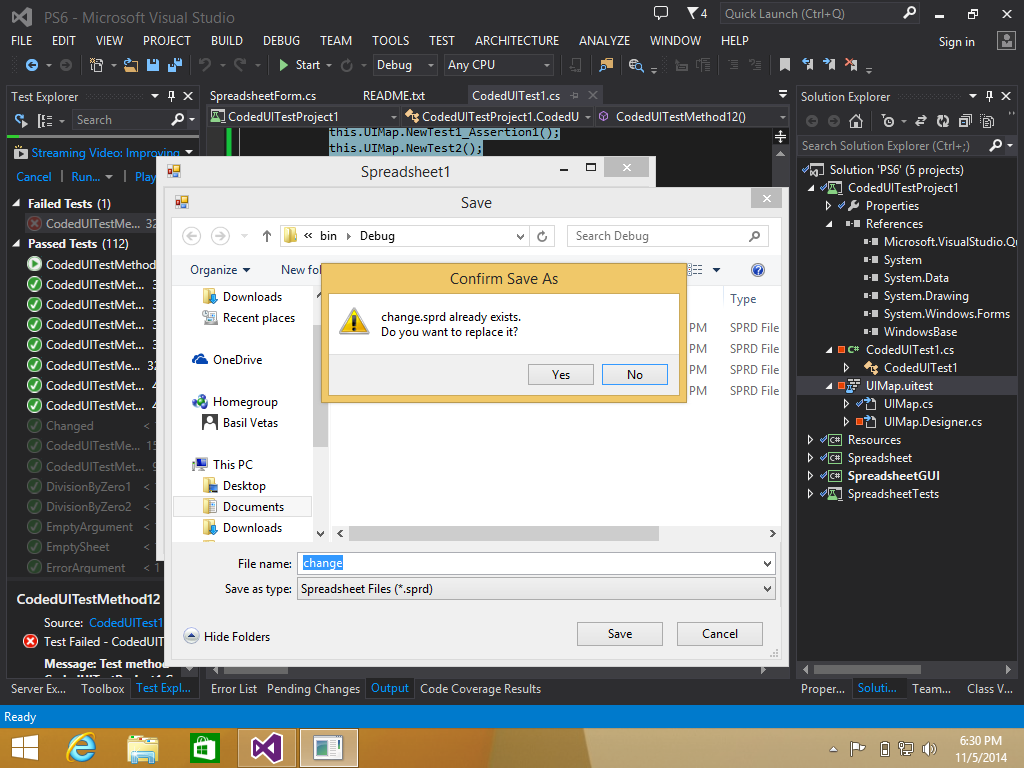 PS6 - Microsoft Visual Studio
4
Quick Launch (Ctrl+Q)
FILE EDIT VIEW PROJECT BUILD DEBUG TEAM TOOLS TEST ARCHITECTURE ANALYZE WINDOW HELP
Sign in
Start Debug Any CPU
Test Explorer
Search
Streaming Video: Improving
Cancel Run... Play
Failed Tests (1)
CodedUITestMe... 32
Passed Tests (112)
CodedUITestMethod
CodedUITestMet... 3
CodedUITestMet... 3
CodedUITestMet... 3
CodedUITestMet... 4
CodedUITestMe... 32
CodedUITestMet... 4
CodedUITestMet... 4
Changed < 1
CodedUITestMe... 15
CodedUITestMet... 9
DivisionByZero1 < 1
DivisionByZero2 < 1
EmptyArgument < 1
EmptySheet < 1
ErrorArgument < 1
CodedUITestMethod12
Source: CodedUITest1
Test Failed - CodedUIT
Message: Test method
Server Ex... Toolbox Test Expl...
SpreadsheetForm.cs README.txt CodedUITest1.cs
CodedUITestProject1 CodedUITestProject1.CodedU CodedUITestMethod12()
this.UIMap.NewTest1_Assertion1();
this.UIMap.NewTest2();
Spreadsheet1
Save
« bin Debug
Search Debug
Organize New fol
Downloads
Recent places
OneDrive
Homegroup
Basil Vetas
This PC
Desktop
Documents
Downloads
Type
PM SPRD File
PM SPRD File
PM SPRD File
PM SPRD File
Confirm Save As
change.sprd already exists.
Do you want to replace it?
Yes No
File name: change
Save as type: Spreadsheet Files (*.sprd)
Hide Folders
Save Cancel
Error List Pending Changes Output Code Coverage Results
Solution Explorer
Search Solution Explorer (Ctrl+;)
Solution 'PS6' (5 projects)
CodedUITestProject1
Properties
References
Microsoft.VisualStudio.Qu
System
System.Data
System.Drawing
System.Windows.Forms
WindowsBase
C# CodedUITest1.cs
CodedUITest1
UIMap.uitest
UIMap.cs
UIMap.Designer.cs
C# Resources
C# Spreadsheet
C# SpreadsheetGUI
SpreadsheetTests
Proper... Soluti... Team... Class V...
Ready
6:30 PM
11/5/2014